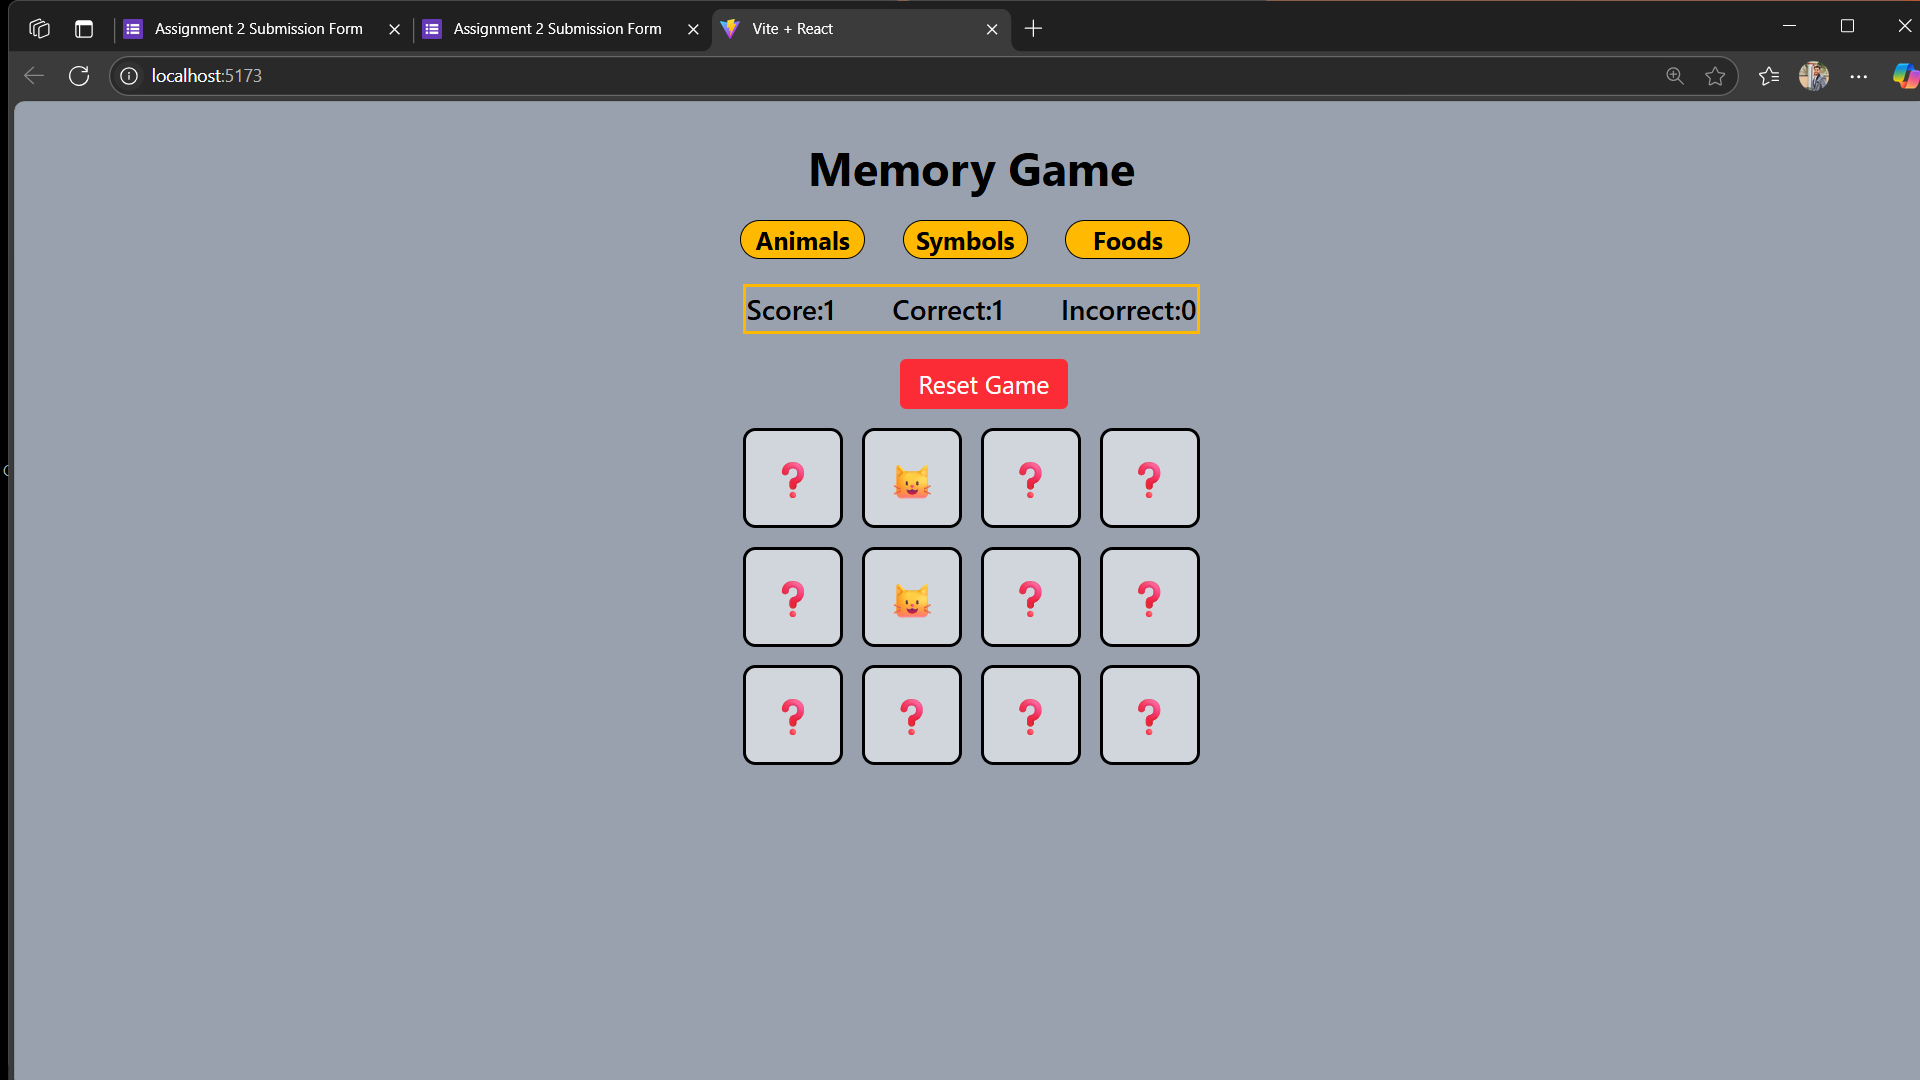 Assignment 2 Submission Form
Assignment 2 Submission Form
Vite + React
localhost:5173
Memory Game
Animals
Symbols
Foods
Score:1 Correct:1 Incorrect:0
Reset Game
❓ ❓ ❓
❓ ❓ ❓
❓ ❓ ❓ ❓